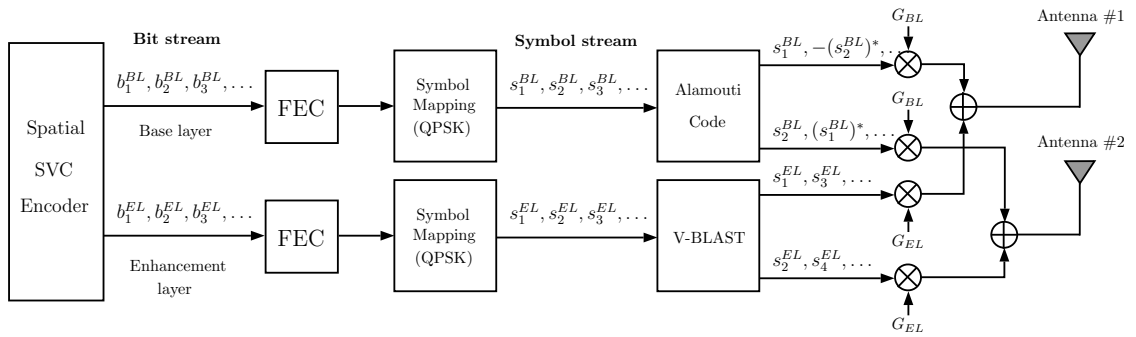 Bit stream
Symbol stream
Spatial
SVC
Encoder
b_1^{BL}, b_2^{BL}, b_3^{BL}, ...
Base layer
FEC
Symbol
Mapping
(QPSK)
s_1^{BL}, s_2^{BL}, s_3^{BL}, ...
Alamouti
Code
s_1^{BL}, -(s_2^{BL})^*, ...
s_2^{BL}, (s_1^{BL})^*, ...
G_{BL}
G_{BL}
Antenna #1
b_1^{EL}, b_2^{EL}, b_3^{EL}, ...
Enhancement
layer
FEC
Symbol
Mapping
(QPSK)
s_1^{EL}, s_2^{EL}, s_3^{EL}, ...
V-BLAST
s_1^{EL}, s_3^{EL}, ...
s_2^{EL}, s_4^{EL}, ...
G_{EL}
G_{EL}
Antenna #2